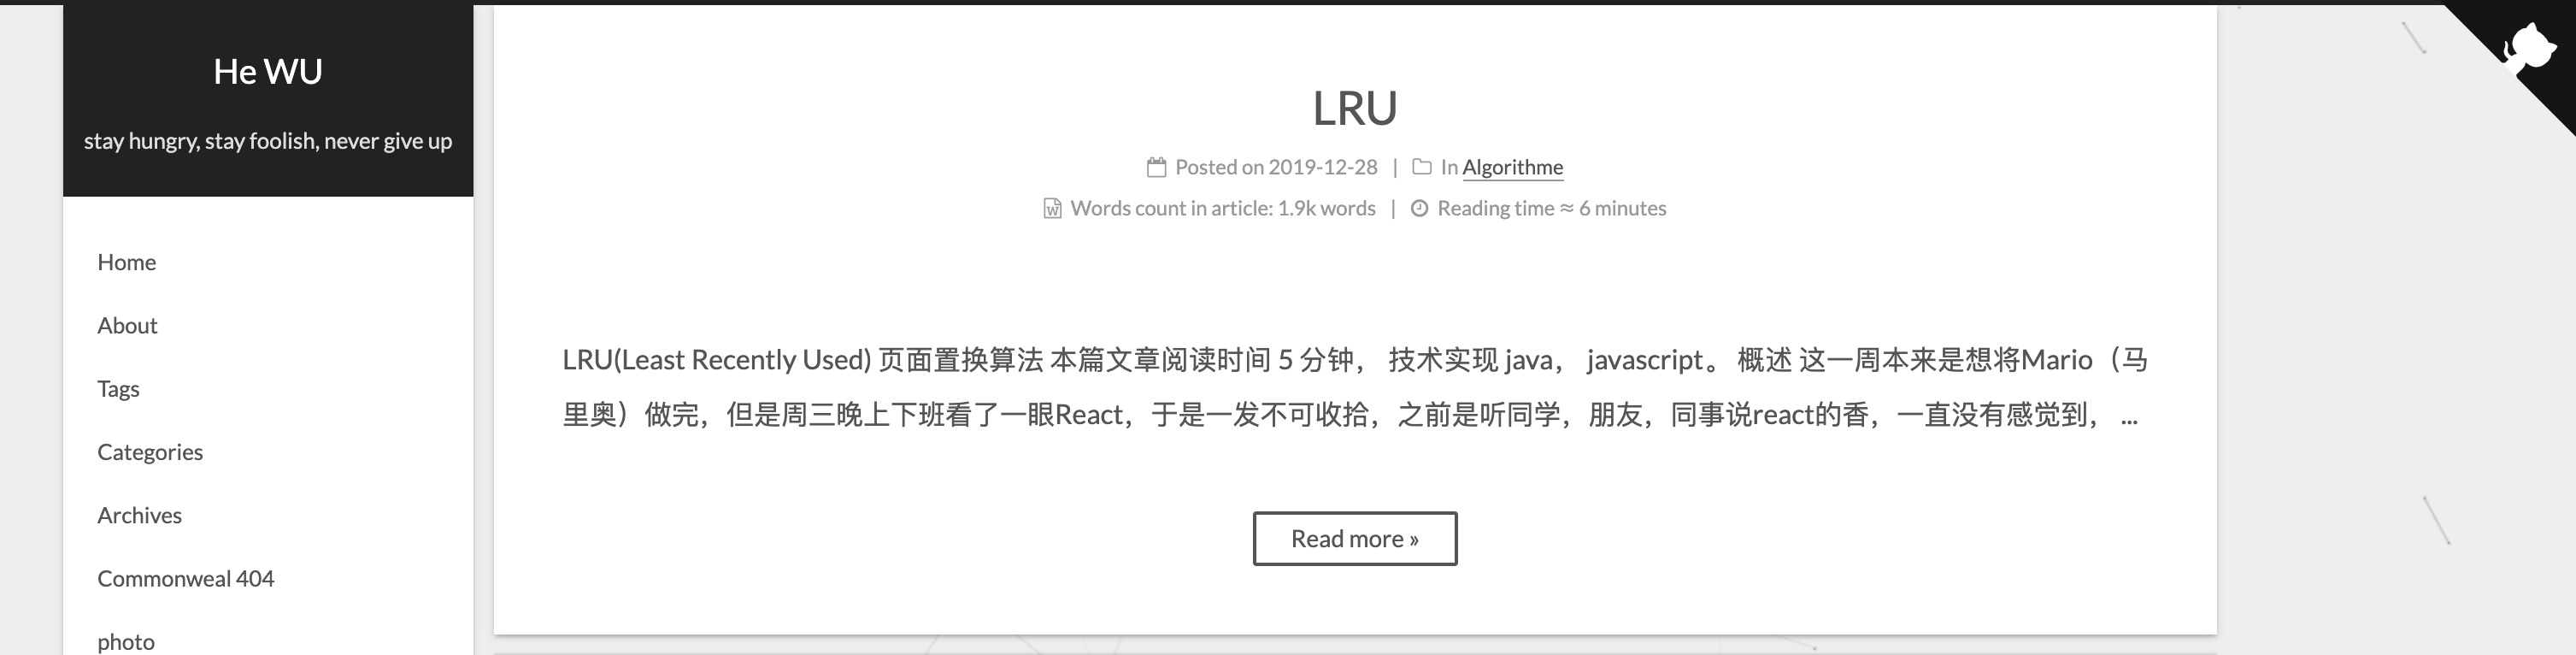 He WU
stay hungry, stay foolish, never give up
Home
About
Tags
Categories
Archives
Commonweal 404
photo
LRU
Posted on 2019-12-28 | In Algorithme
Words count in article: 1.9k words | Reading time ≈ 6 minutes
LRU(Least Recently Used) 页面置换算法 本篇文章阅读时间 5 分钟， 技术实现 java， javascript。 概述 这一周本来是想将Mario（马
里奥）做完，但是周三晚上下班看了一眼React，于是一发不可收拾，之前是听同学，朋友，同事说react的香，一直没有感觉到， ...
Read more »